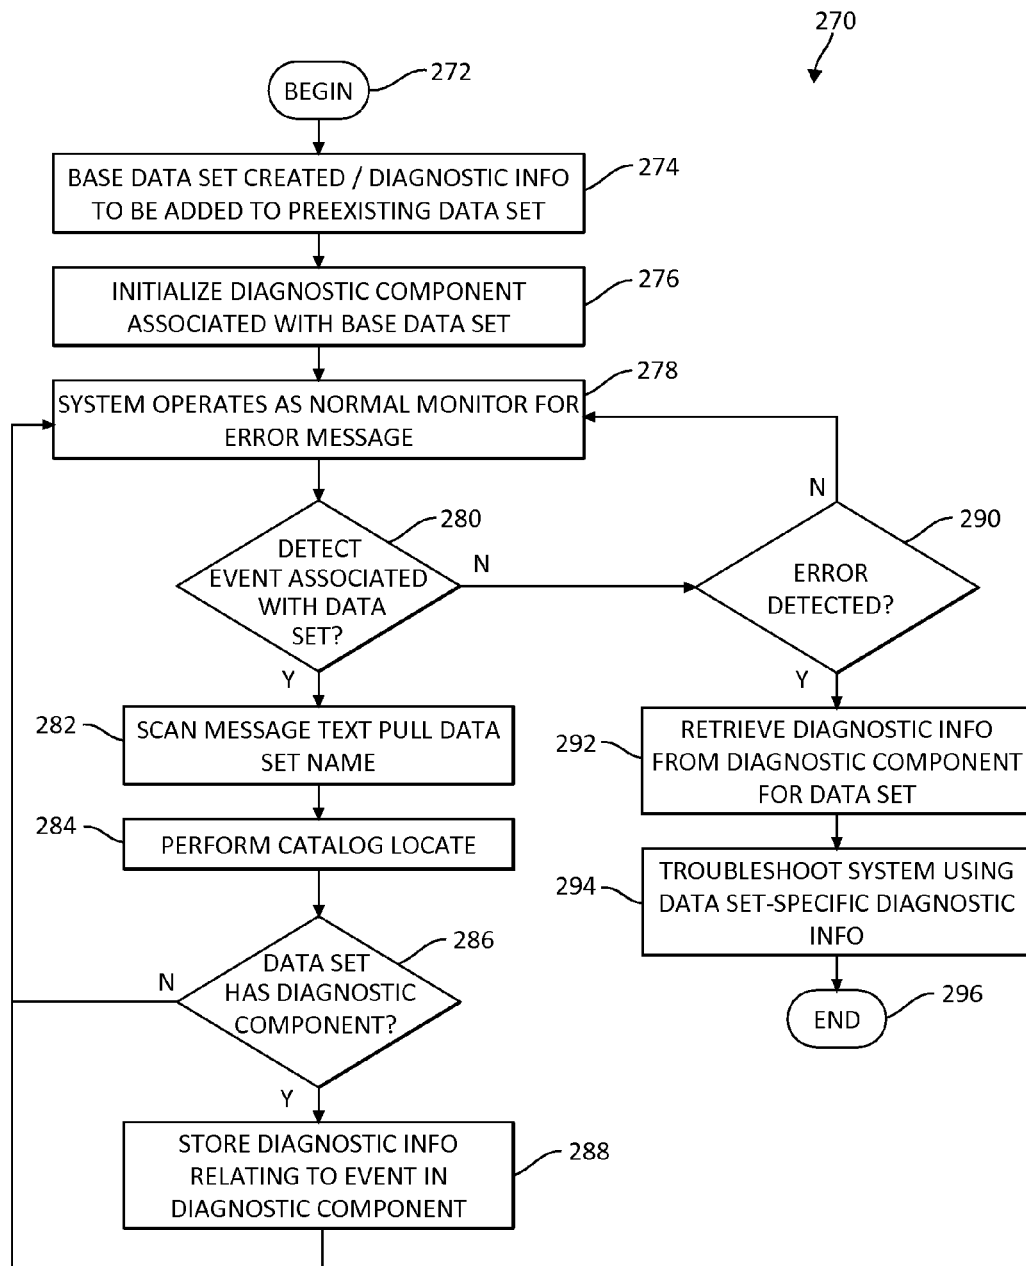 270
BEGIN
272
BASE DATA SET CREATED / DIAGNOSTIC INFO
TO BE ADDED TO PREEXISTING DATA SET
274
INITIALIZE DIAGNOSTIC COMPONENT
ASSOCIATED WITH BASE DATA SET
276
SYSTEM OPERATES AS NORMAL MONITOR FOR
ERROR MESSAGE
278
DETECT
EVENT ASSOCIATED
WITH DATA
SET?
280
N
Y
ERROR
DETECTED?
290
N
Y
282
SCAN MESSAGE TEXT PULL DATA
SET NAME
284
PERFORM CATALOG LOCATE
292
RETRIEVE DIAGNOSTIC INFO
FROM DIAGNOSTIC COMPONENT
FOR DATA SET
294
TROUBLESHOOT SYSTEM USING
DATA SET-SPECIFIC DIAGNOSTIC
INFO
DATA SET
HAS DIAGNOSTIC
COMPONENT?
286
N
Y
END
296
STORE DIAGNOSTIC INFO
RELATING TO EVENT IN
DIAGNOSTIC COMPONENT
288